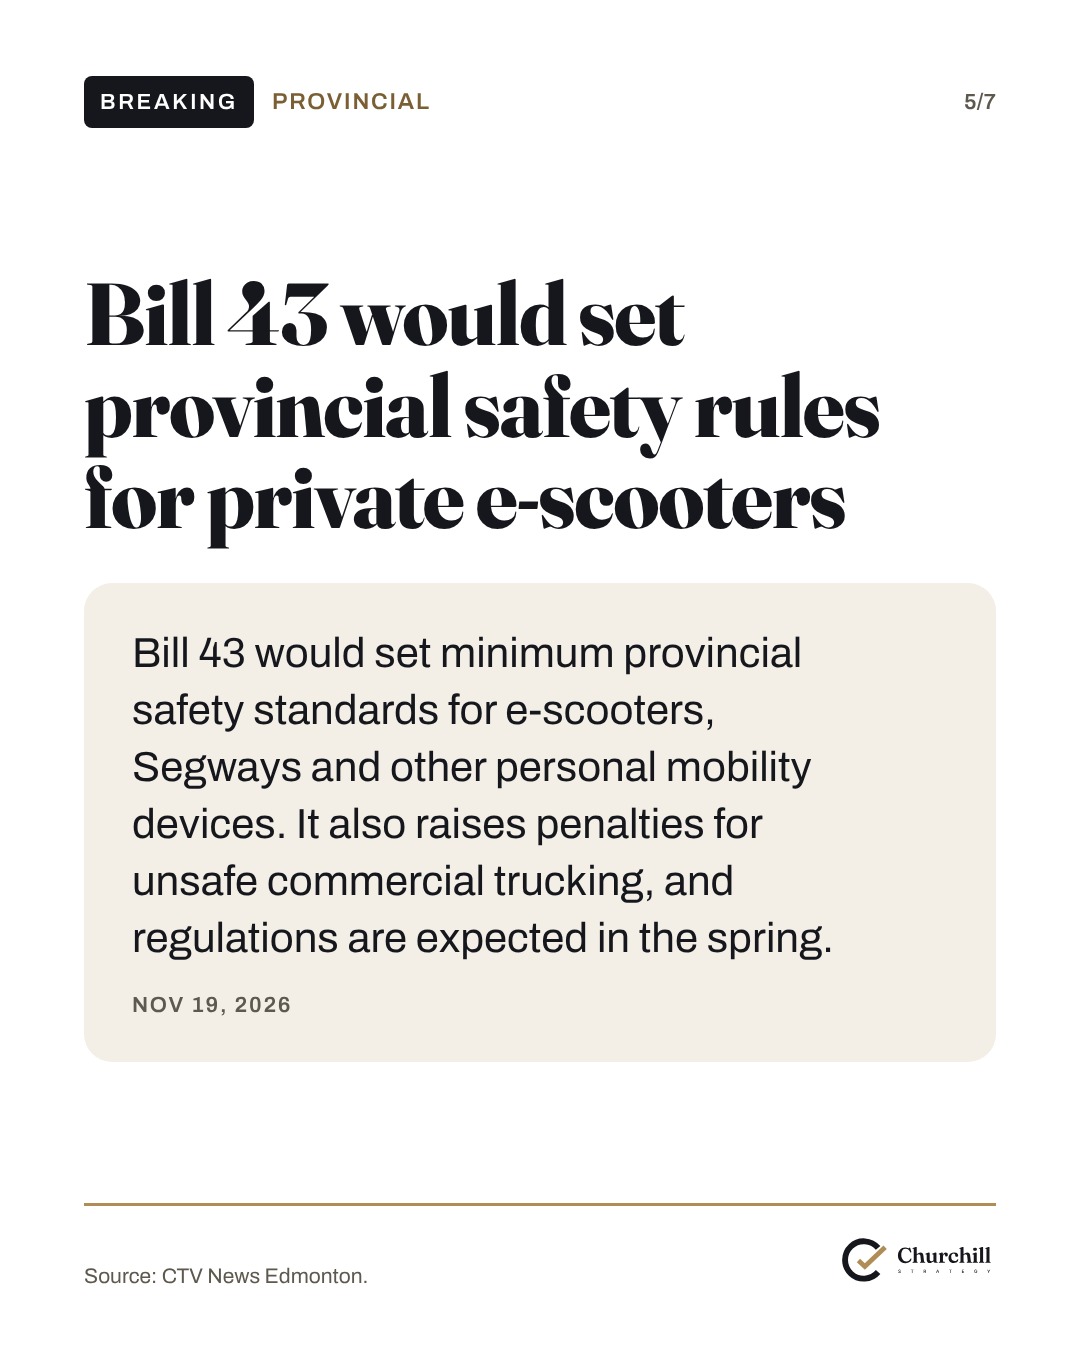 BREAKING PROVINCIAL 5/7
Bill 43 would set
provincial safety rules
for private e-scooters
Bill 43 would set minimum provincial
safety standards for e-scooters,
Segways and other personal mobility
devices. It also raises penalties for
unsafe commercial trucking, and
regulations are expected in the spring.
NOV 19, 2026
Source: CTV News Edmonton.
Churchill
STRATEGY